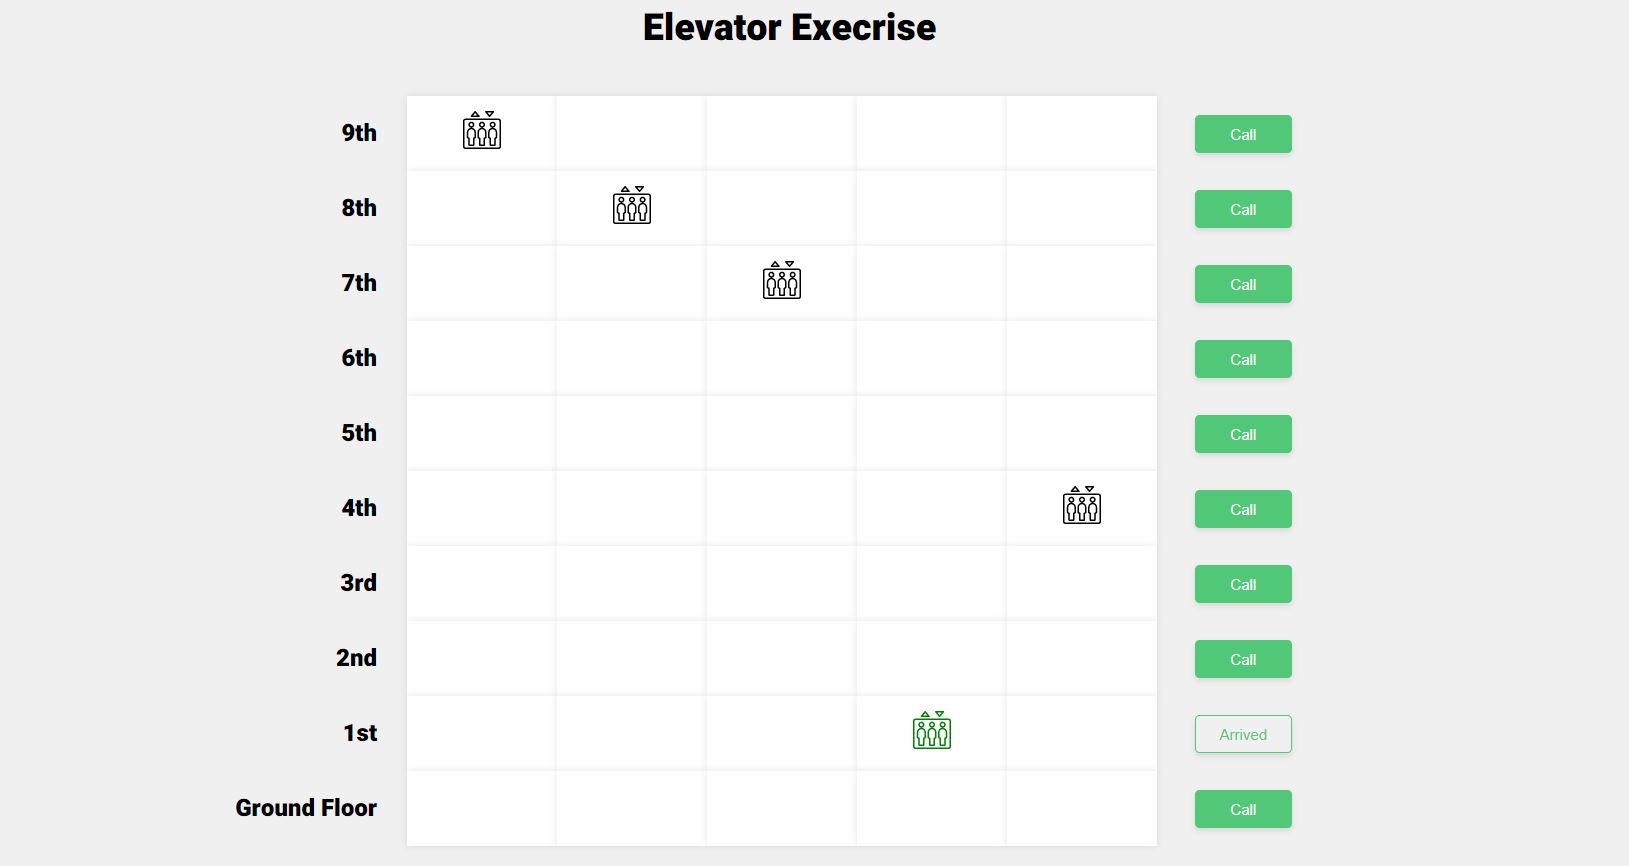 Elevator Execrise
9th Call
8th Call
7th Call
6th Call
5th Call
4th Call
3rd Call
2nd Call
1st Arrived
Ground Floor Call